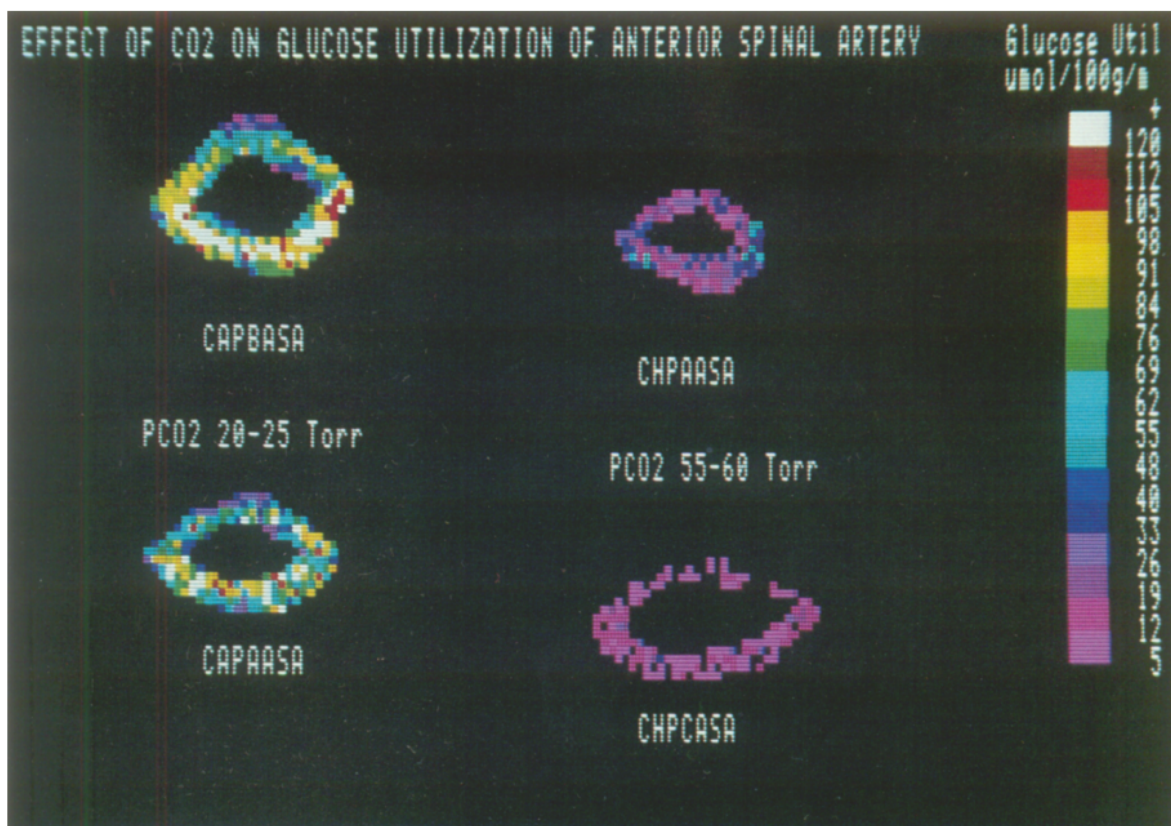 EFFECT OF CO2 ON GLUCOSE UTILIZATION OF ANTERIOR SPINAL ARTERY
Glucose Util
umol/100g/m
+
120
112
105
98
91
84
76
69
62
55
48
40
33
26
19
12
5
CAPBASA
CHPAASA
PCO2 20-25 Torr
PCO2 55-60 Torr
CAPAASA
CHPCASA